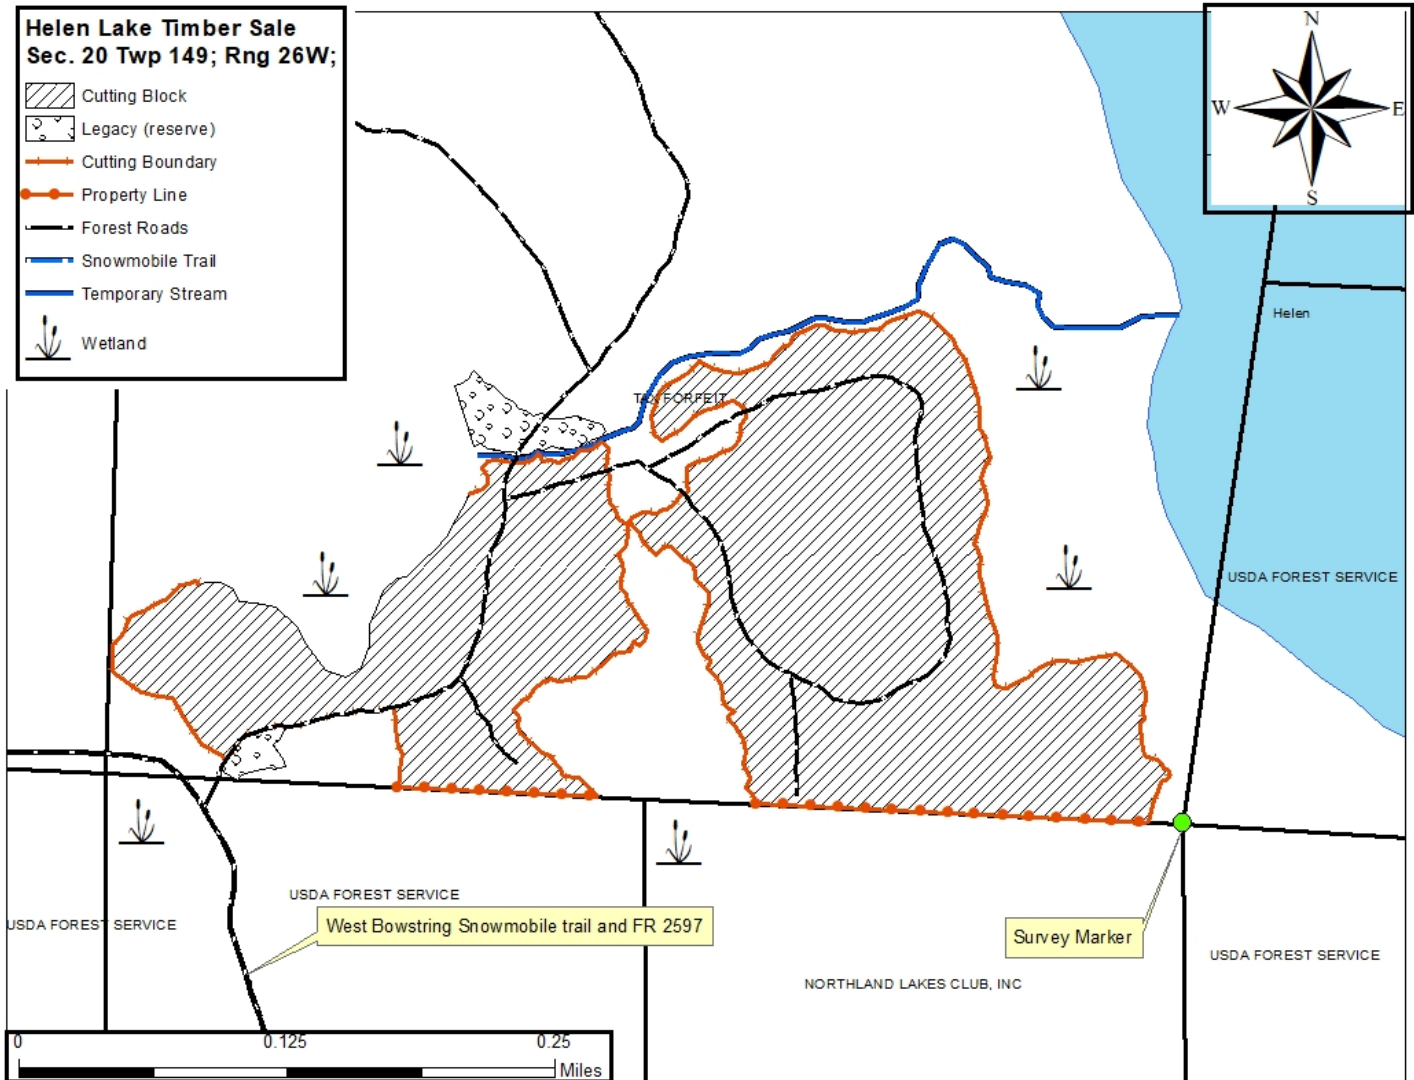 Helen Lake Timber Sale
Sec. 20 Twp 149; Rng 26W;
Cutting Block
Legacy (reserve)
Cutting Boundary
Property Line
Forest Roads
Snowmobile Trail
Temporary Stream
Wetland
N
W
E
S
Helen
TAX FORFEIT
USDA FOREST SERVICE
USDA FOREST SERVICE
USDA FOREST SERVICE
West Bowstring Snowmobile trail and FR 2597
Survey Marker
USDA FOREST SERVICE
NORTHLAND LAKES CLUB, INC
0
0.125
0.25
Miles